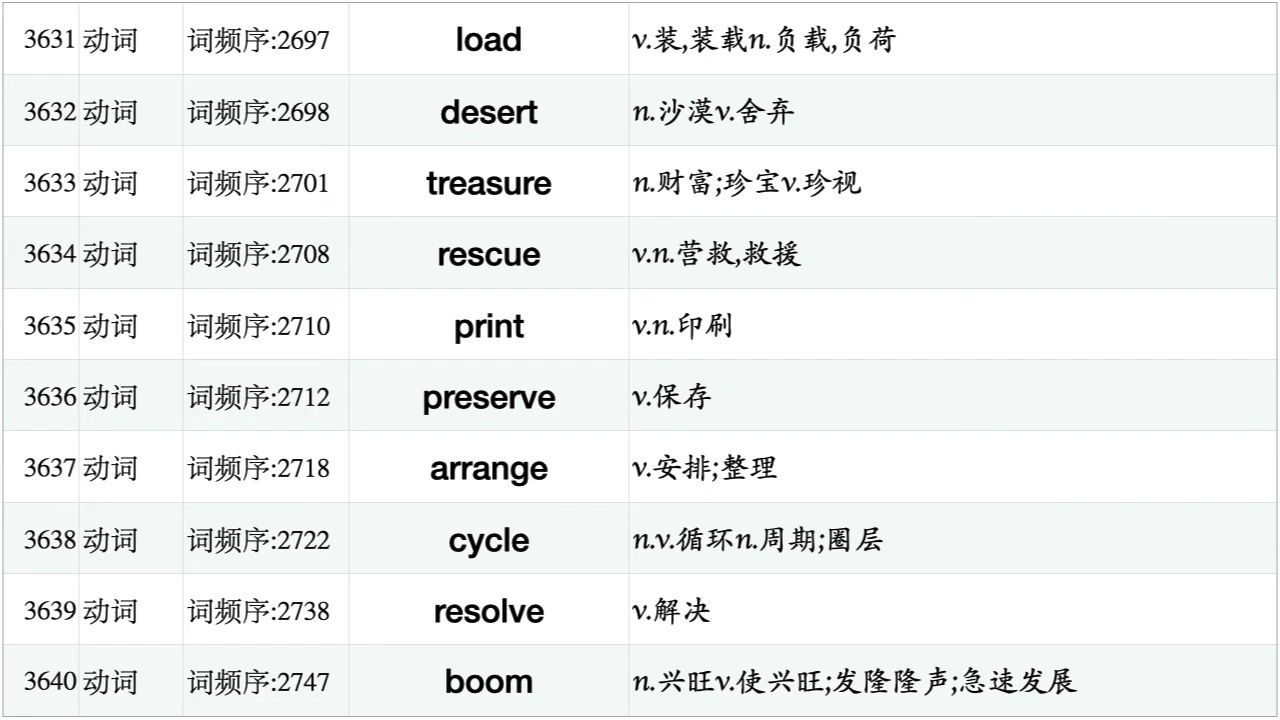 3631 动词 词频序:2697 load v.装,装载n.负载,负荷
3632 动词 词频序:2698 desert n.沙漠v.舍弃
3633 动词 词频序:2701 treasure n.财富;珍宝v.珍视
3634 动词 词频序:2708 rescue v.n.营救,救援
3635 动词 词频序:2710 print v.n.印刷
3636 动词 词频序:2712 preserve v.保存
3637 动词 词频序:2718 arrange v.安排;整理
3638 动词 词频序:2722 cycle n.v.循环n.周期;圈层
3639 动词 词频序:2738 resolve v.解决
3640 动词 词频序:2747 boom n.兴旺v.使兴旺;发隆隆声;急速发展